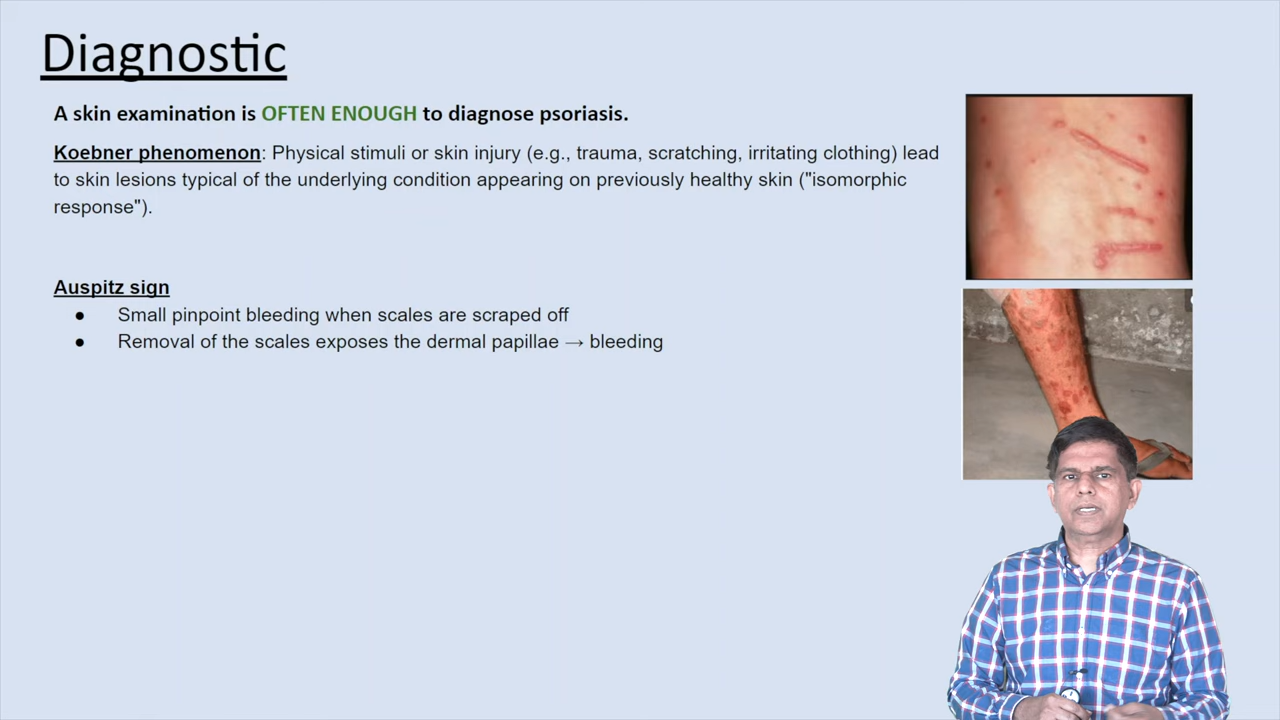 Diagnostic
A skin examination is OFTEN ENOUGH to diagnose psoriasis.
Koebner phenomenon: Physical stimuli or skin injury (e.g., trauma, scratching, irritating clothing) lead
to skin lesions typical of the underlying condition appearing on previously healthy skin ("isomorphic
response").
Auspitz sign
● Small pinpoint bleeding when scales are scraped off
● Removal of the scales exposes the dermal papillae → bleeding